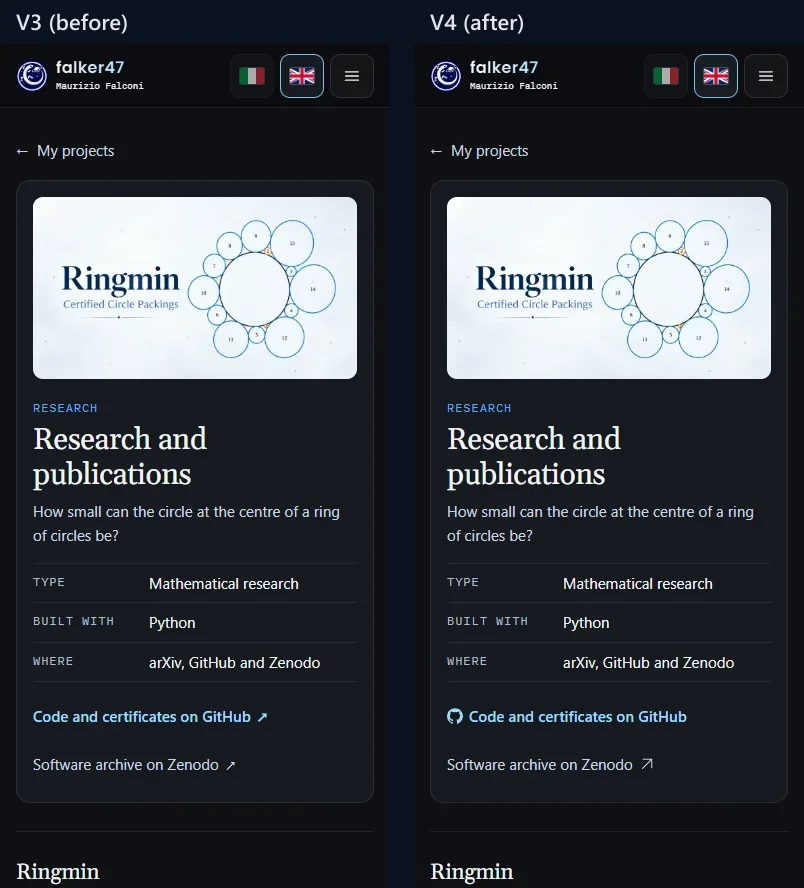 V3 (before)
falker47
Maurizio Falconi
← My projects
Ringmin
Certified Circle Packings
RESEARCH
Research and
publications
How small can the circle at the centre of a ring
of circles be?
TYPE Mathematical research
BUILT WITH Python
WHERE arXiv, GitHub and Zenodo
Code and certificates on GitHub ↗
Software archive on Zenodo ↗
Ringmin
V4 (after)
falker47
Maurizio Falconi
← My projects
Ringmin
Certified Circle Packings
RESEARCH
Research and
publications
How small can the circle at the centre of a ring
of circles be?
TYPE Mathematical research
BUILT WITH Python
WHERE arXiv, GitHub and Zenodo
Code and certificates on GitHub
Software archive on Zenodo ↗
Ringmin